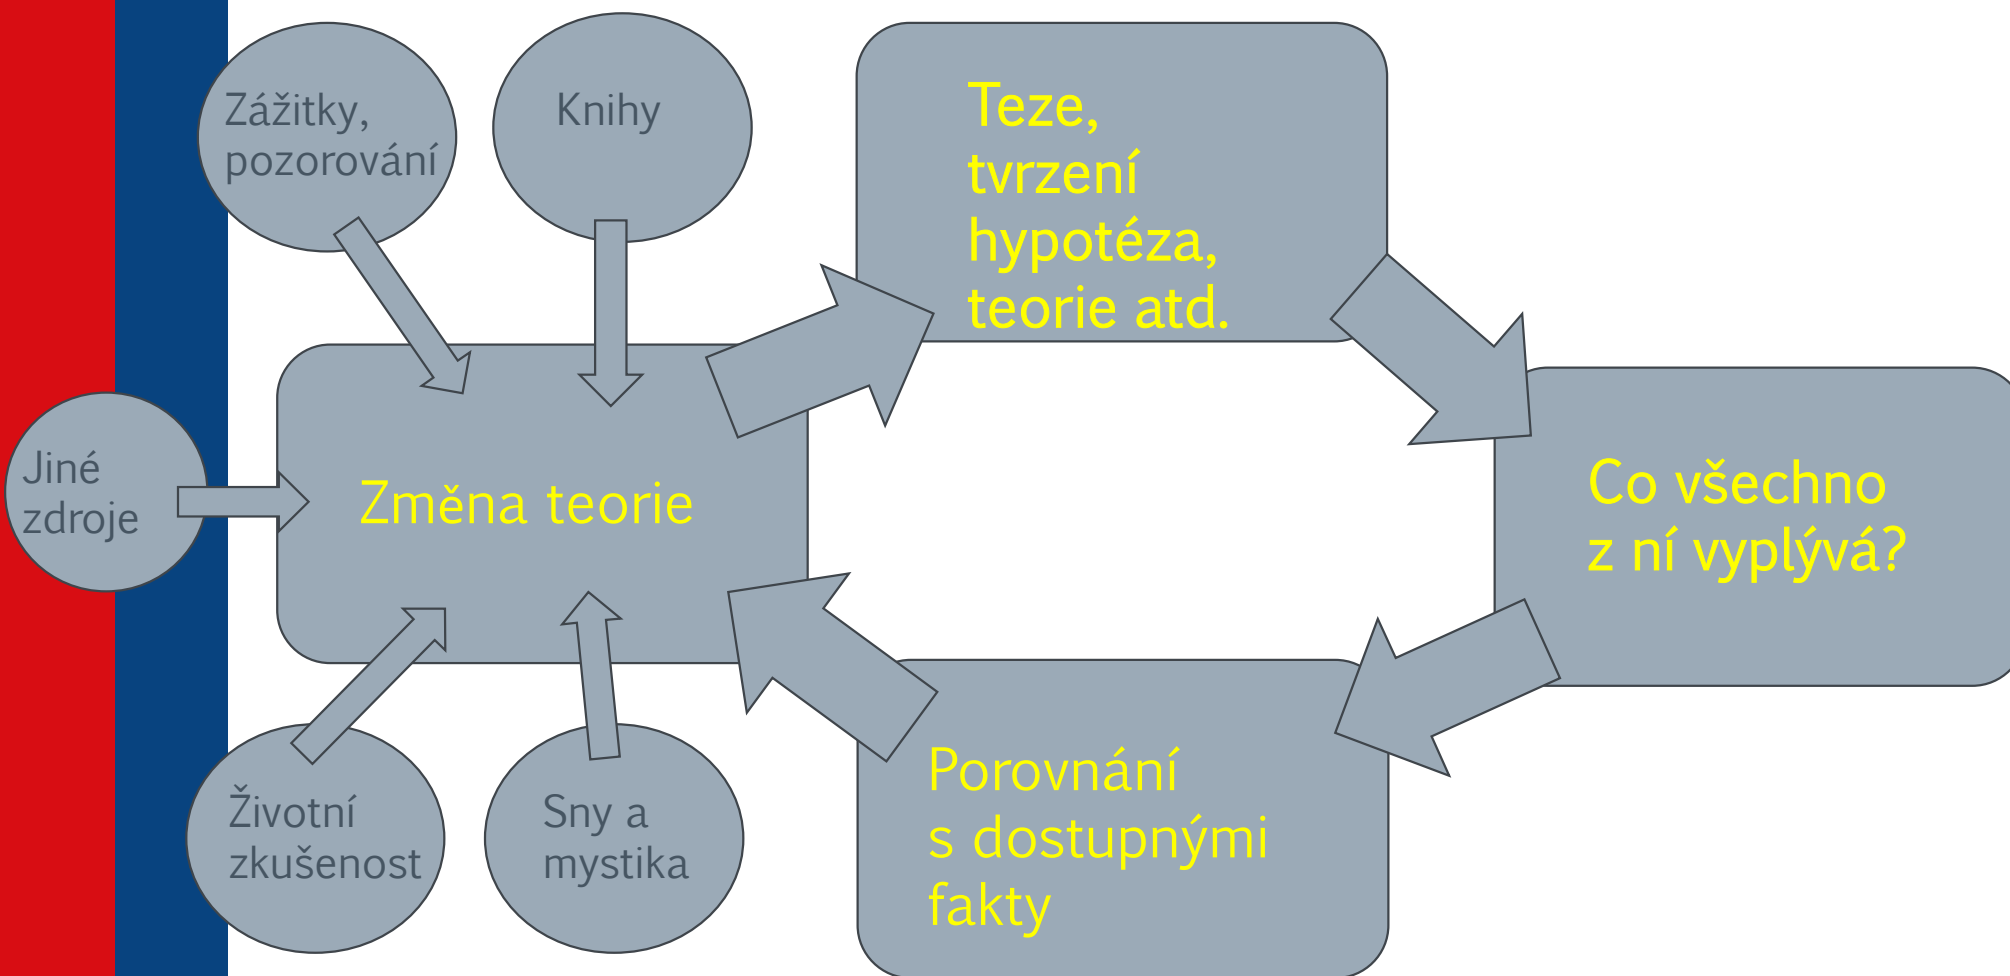 Zážitky,
pozorování
Knihy
Teze,
tvrzení
hypotéza,
teorie atd.
Jiné
zdroje
Změna teorie
Co všechno
z ní vyplývá?
Životní
zkušenost
Sny a
mystika
Porovnání
s dostupnými
fakty